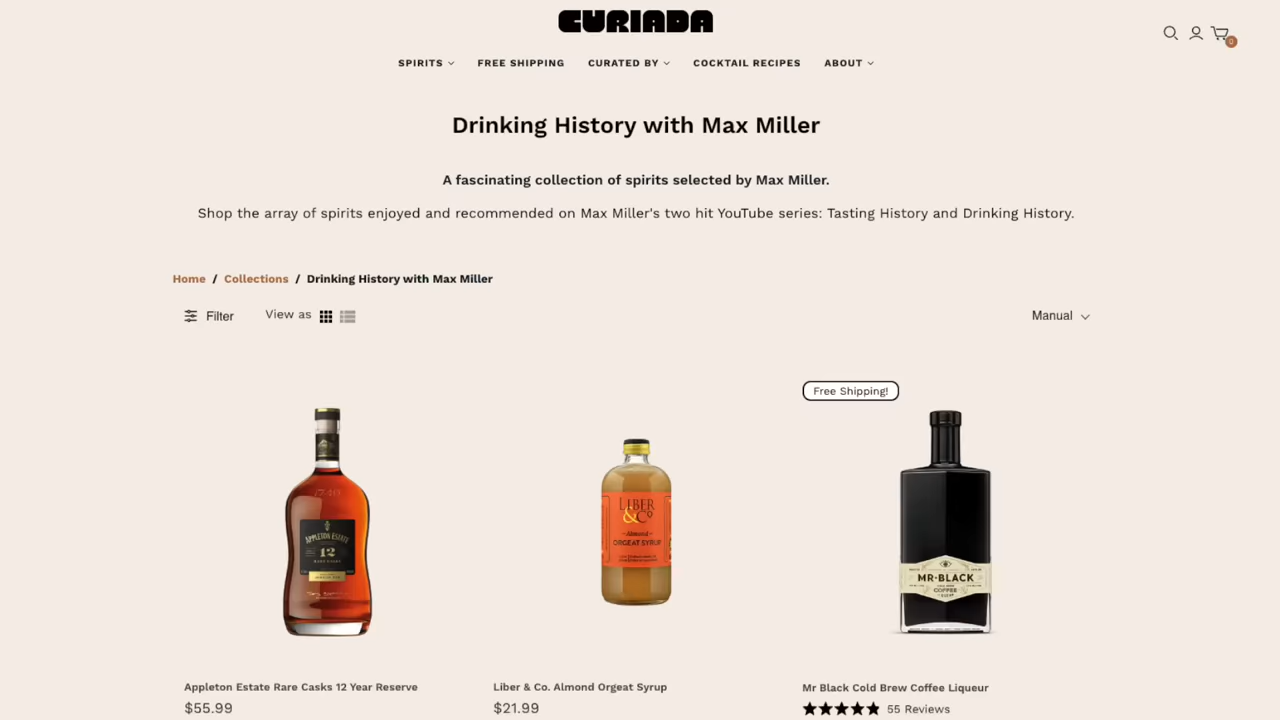 CURIADA
0
SPIRITS FREE SHIPPING CURATED BY COCKTAIL RECIPES ABOUT
Drinking History with Max Miller
A fascinating collection of spirits selected by Max Miller.
Shop the array of spirits enjoyed and recommended on Max Miller's two hit YouTube series: Tasting History and Drinking History.
Home / Collections / Drinking History with Max Miller
Filter View as Manual
Free Shipping!
1749
APPLETON ESTATE
12
RARE CASKS
LIBER
& Co
Almond
ORGEAT SYRUP
MR·BLACK
COLD BREW
COFFEE
LIQUEUR
Appleton Estate Rare Casks 12 Year Reserve
$55.99
Liber & Co. Almond Orgeat Syrup
$21.99
Mr Black Cold Brew Coffee Liqueur
55 Reviews